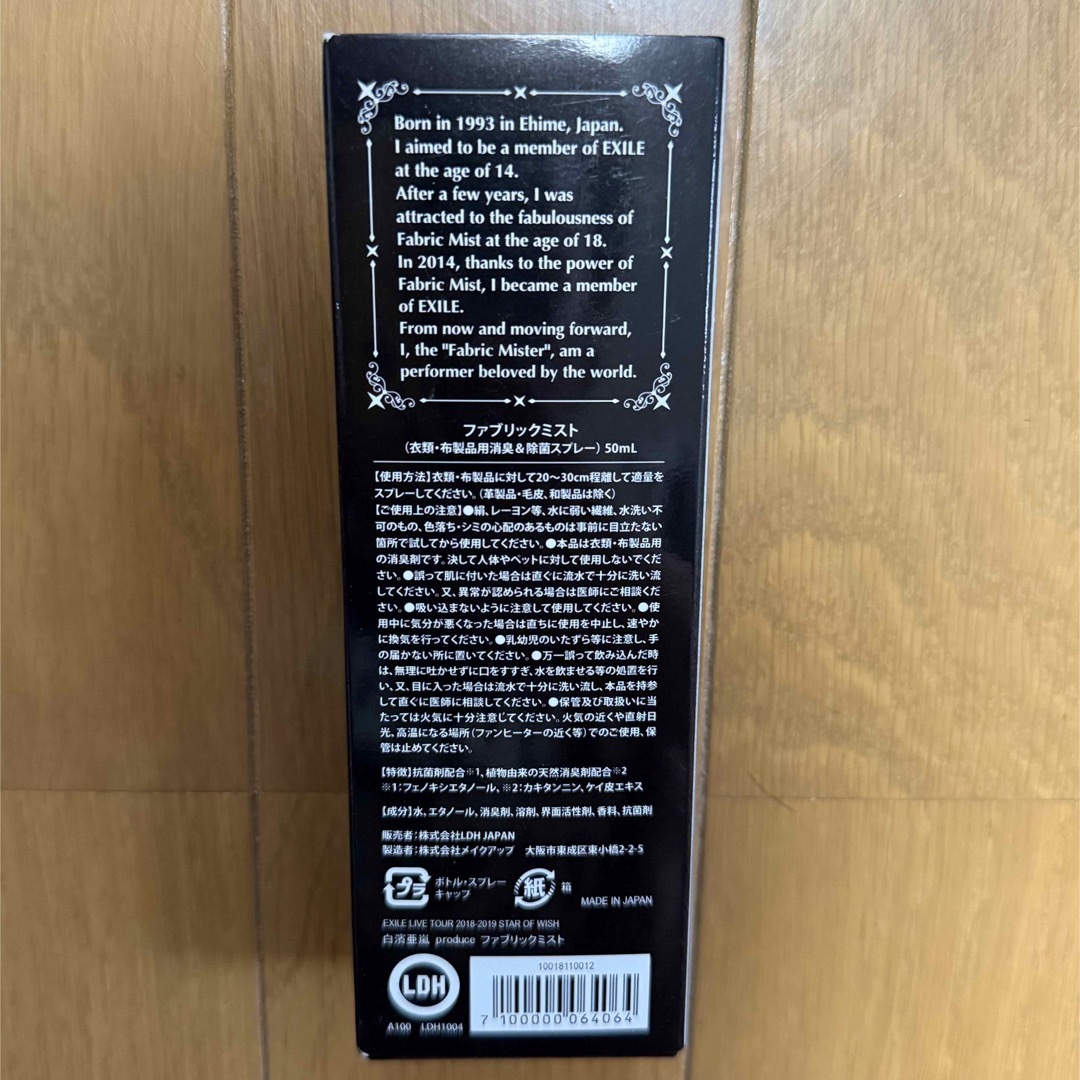 Born in 1993 in Ehime, Japan.
I aimed to be a member of EXILE
at the age of 14.
After a few years, I was
attracted to the fabulousness of
Fabric Mist at the age of 18.
In 2014, thanks to the power of
Fabric Mist, I became a member
of EXILE.
From now and moving forward,
I, the "Fabric Mister", am a
performer beloved by the world.
ファブリックミスト
(衣類・布製品用消臭&除菌スプレー) 50mL
【使用方法】衣類・布製品に対して20〜30cm程離して適量を
スプレーしてください。(革製品・毛皮、和製品は除く)
【ご使用上の注意】●絹、レーヨン等、水に弱い繊維、水洗い不
可のもの、色落ち・シミの心配のあるものは事前に目立たない
箇所で試してから使用してください。●本品は衣類・布製品用
の消臭剤です。決して人体やペットに対して使用しないでくだ
さい。●誤って肌に付いた場合は直ぐに流水で十分に洗い流
してください。又、異常が認められる場合は医師にご相談くだ
さい。●吸い込まないように注意して使用してください。●使
用中に気分が悪くなった場合は直ちに使用を中止し、速やか
に換気を行ってください。●乳幼児のいたずら等に注意し、手
の届かない所に置いてください。●万一誤って飲み込んだ時
は、無理に吐かせずに口をすすぎ、水を飲ませる等の処置を行
い、又、目に入った場合は流水で十分に洗い流し、本品を持参
して直ぐに医師に相談してください。●保管及び取扱いに当
たっては火気に十分注意じてください。火気の近くや直射日
光、高温になる場所(ファンヒーターの近く等)でのご使用、保
管は止めてください。
【特徴】抗菌剤配合※1、植物由来の天然消臭剤配合※2
※1:フェノキシエタノール、※2:カキタンニン、ケイ皮エキス
【成分】水、エタノール、消臭剤、溶剤、界面活性剤、香料、抗菌剤
販売者:株式会社LDH JAPAN
製造者:株式会社メイクアップ 大阪市東成区東小橋2-2-5
プラ ボトル・スプレー
キャップ
紙 箱
MADE IN JAPAN
EXILE LIVE TOUR 2018-2019 STAR OF WISH
白濱亜嵐 produce ファブリックミスト
LDH
A100 LDH1004
10018110012
7 100000 064064